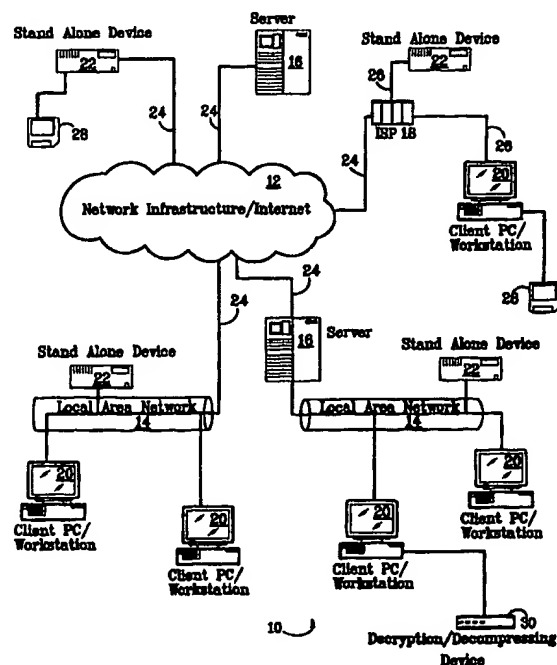 Server
Stand Alone Device
Stand Alone Device
16
22
22
26
28
24
24
ISP 18
26
24
12
20
Network Infrastructure/Internet
Client PC/
Workstation
24
28
24
16
Server
Stand Alone Device
Stand Alone Device
22
22
Local Area Network
14
Local Area Network
14
20
20
20
20
Client PC/
Workstation
Client PC/
Workstation
Client PC/
Workstation
Client PC/
Workstation
10
30
Decryption/Decompressing
Device